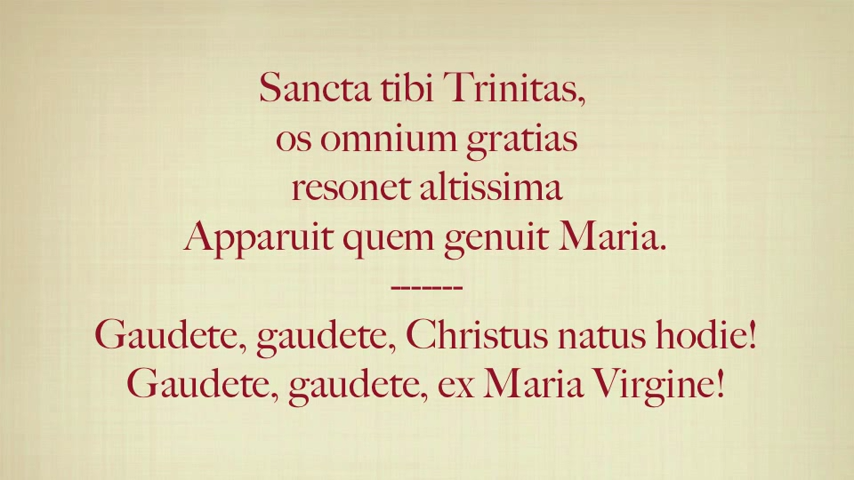 Sancta tibi Trinitas,
os omnium gratias
resonet altissima
Apparuit quem genuit Maria.
-------
Gaudete, gaudete, Christus natus hodie!
Gaudete, gaudete, ex Maria Virgine!